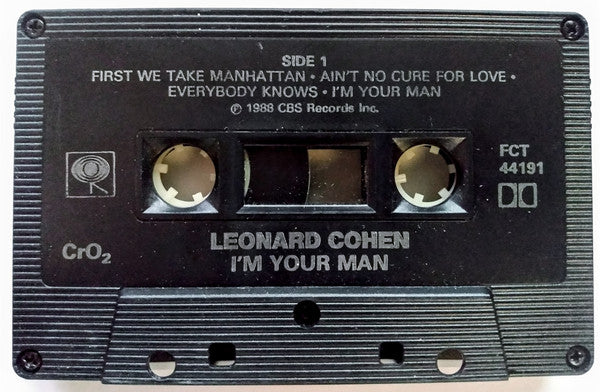 SIDE 1
FIRST WE TAKE MANHATTAN • AIN'T NO CURE FOR LOVE •
EVERYBODY KNOWS • I'M YOUR MAN
℗ 1988 CBS Records Inc.
FCT
44191
CrO₂
LEONARD COHEN
I'M YOUR MAN